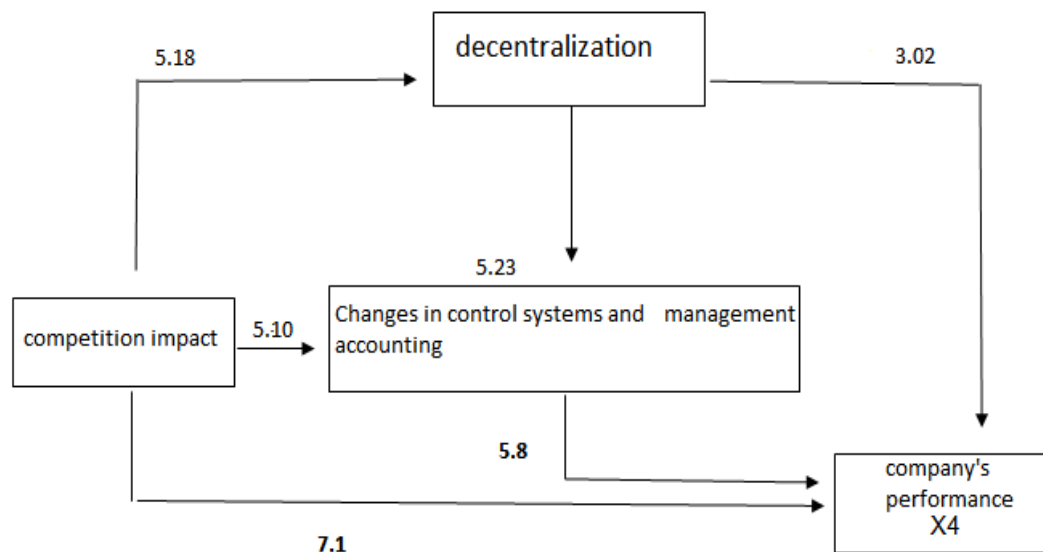 decentralization
5.18
3.02
5.23
Changes in control systems and management
accounting
competition impact
5.10
5.8
company's
performance
X4
7.1